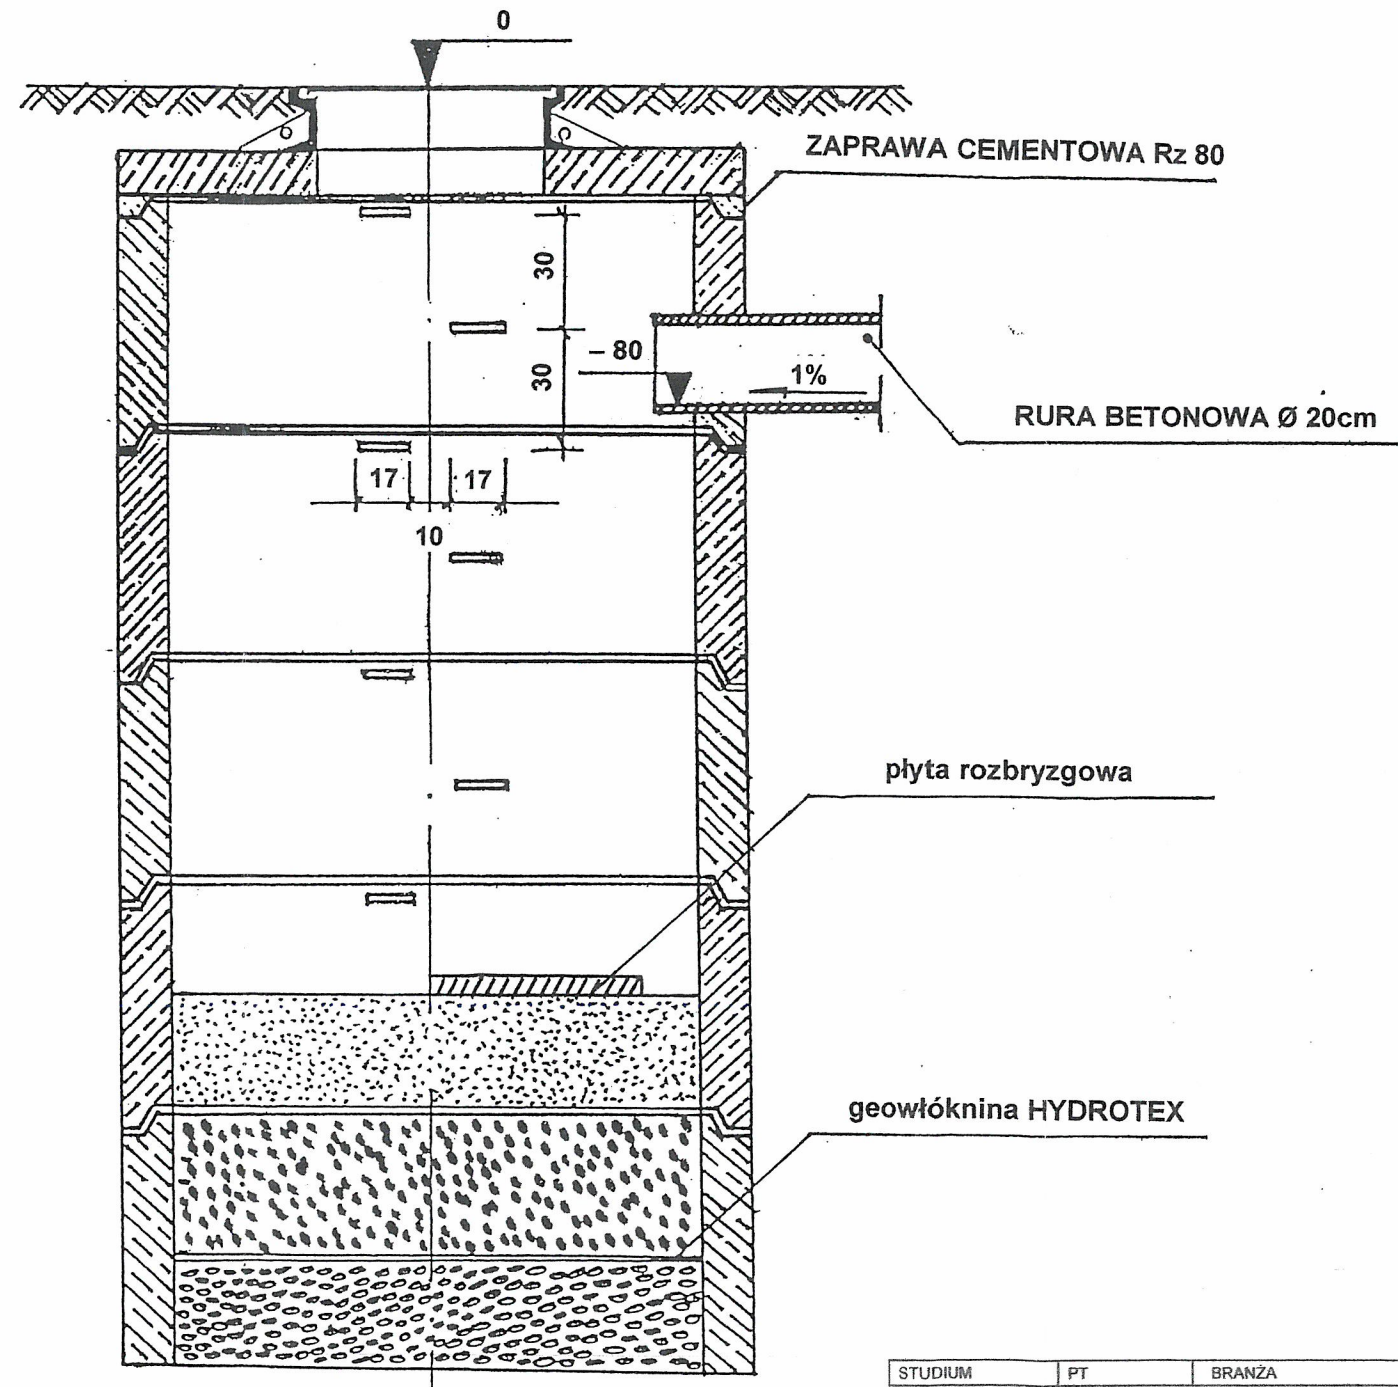 0
ZAPRAWA CEMENTOWA Rz 80
30
– 80
30
1%
RURA BETONOWA Ø 20cm
17
17
10
płyta rozbryzgowa
geowłóknina HYDROTEX
STUDIUM PT BRANŻA